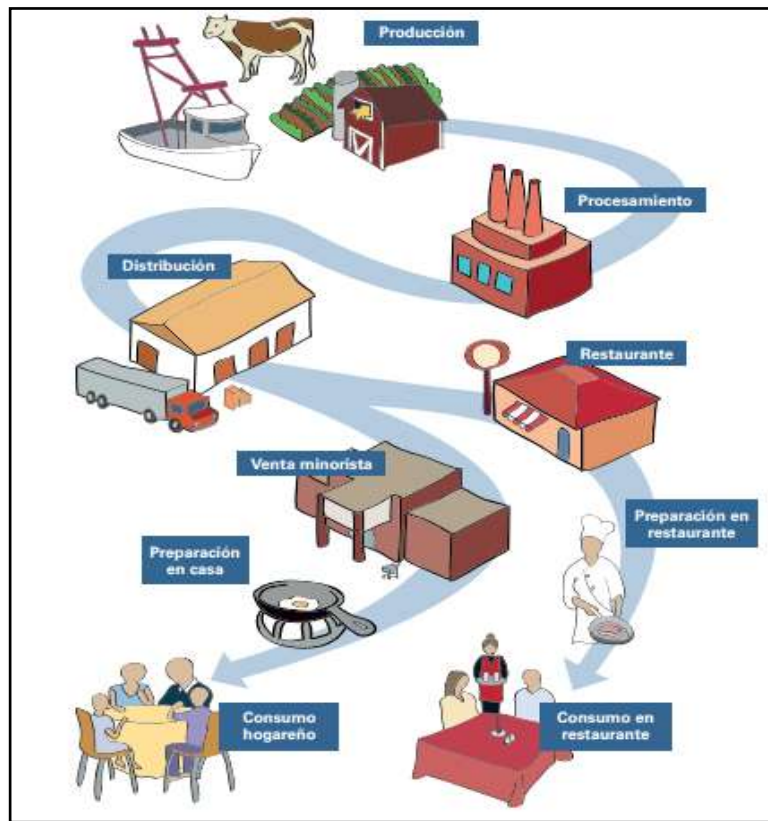 Producción
Procesamiento
Distribución
Restaurante
Venta minorista
Preparación en
restaurante
Preparación
en casa
Consumo
hogareño
Consumo en
restaurante